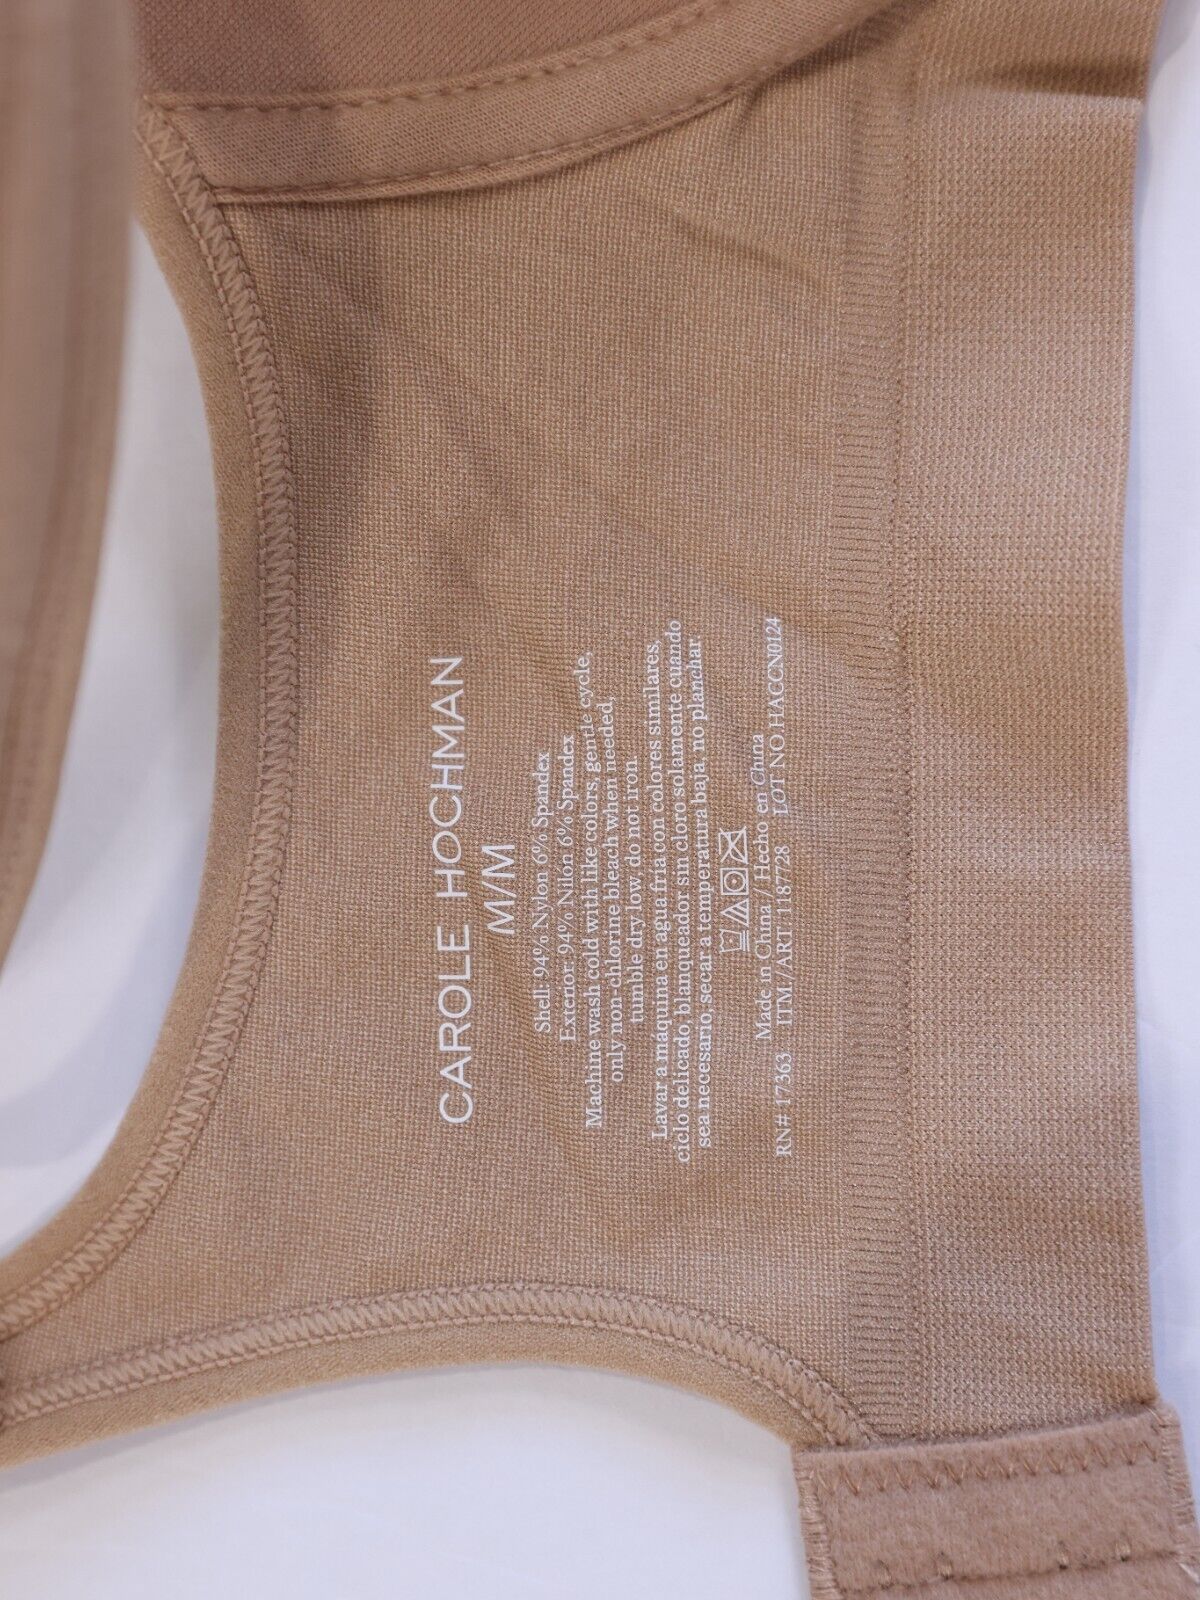 CAROLE HOCHMAN
M/M
Shell: 94% Nylon 6% Spandex
Exterior: 94% Nilon 6% Spandex
Machine wash cold with like colors, gentle cycle,
only non-chlorine bleach when needed,
tumble dry low, do not iron.
Lavar a maquina en agua fria con colores similares,
ciclo delicado, blanqueador sin cloro solamente cuando
sea necesario, secar a temperatura baja, no planchar.
Made in China / Hecho en China
RN# 17363 ITM./ART 118728 LOT NO.HACCN0124